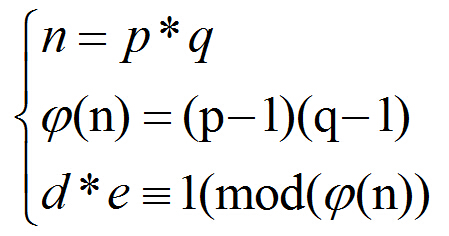 n = p * q
φ(n) = (p−1)(q−1)
d * e ≡ 1(mod(φ(n))